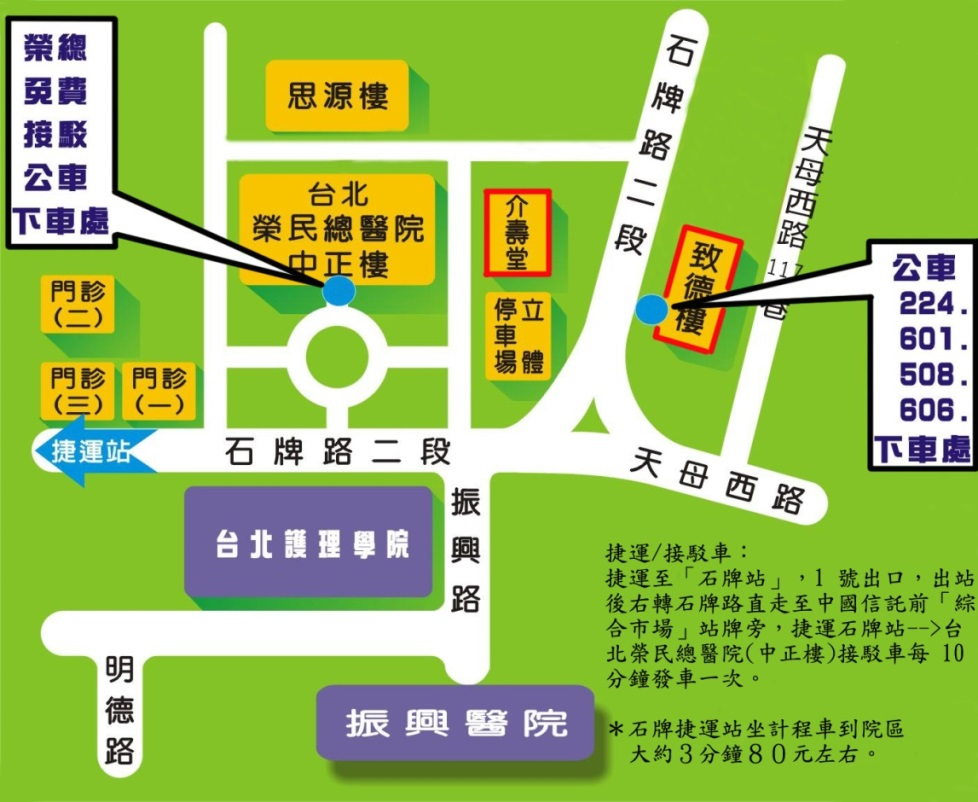 榮總
免費
接駁
公車
下車處
思源樓
石牌路二段
天母西路117巷
台北
榮民總醫院
中正樓
介壽堂
致德樓
公車
224.
601.
508.
606.
下車處
門診
(二)
立體
停車場
門診
(三)
門診
(一)
捷運站
石牌路二段
天母西路
振興路
台北護理學院
捷運/接駁車：
捷運至「石牌站」，1 號出口，出站
後右轉石牌路直走至中國信託前「綜
合市場」站牌旁，捷運石牌站-->台
北榮民總醫院(中正樓)接駁車每 10
分鐘發車一次。
明德路
振興醫院
＊石牌捷運站坐計程車到院區
大約３分鐘８０元左右。